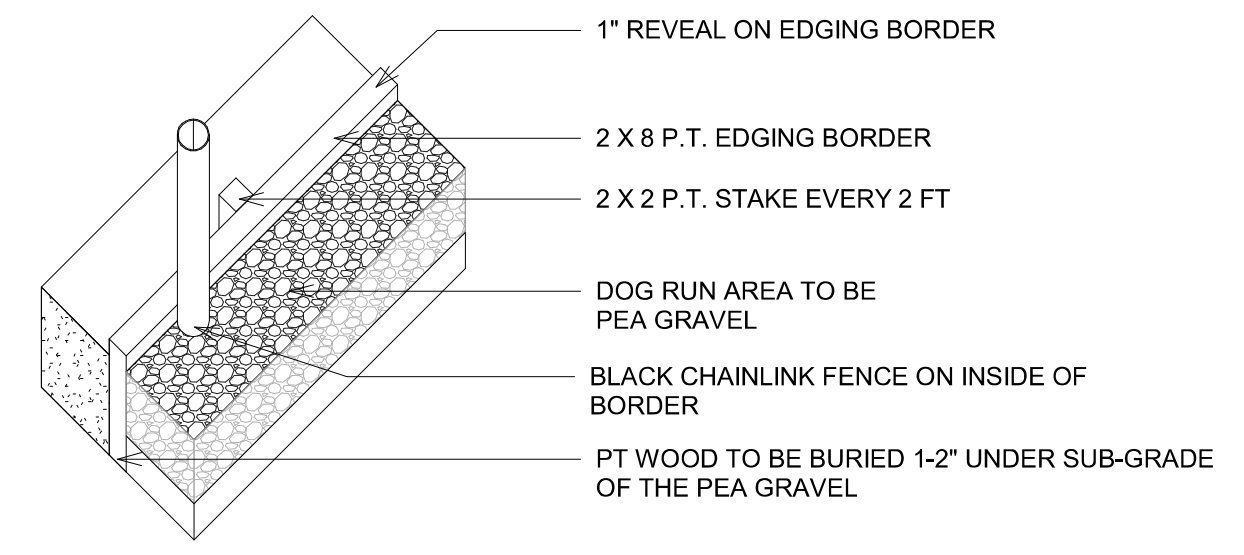 1" REVEAL ON EDGING BORDER
2 X 8 P.T. EDGING BORDER
2 X 2 P.T. STAKE EVERY 2 FT
DOG RUN AREA TO BE
PEA GRAVEL
BLACK CHAINLINK FENCE ON INSIDE OF
BORDER
PT WOOD TO BE BURIED 1-2" UNDER SUB-GRADE
OF THE PEA GRAVEL